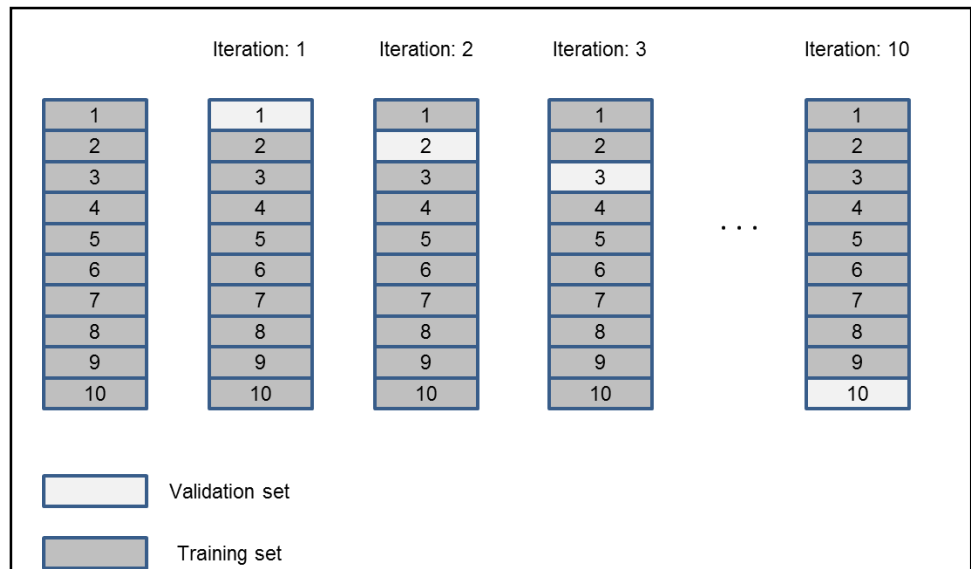 Iteration: 1 Iteration: 2 Iteration: 3 Iteration: 10
1 1 1 1 1
2 2 2 2 2
3 3 3 3 3
4 4 4 4 4
5 5 5 5 . . . 5
6 6 6 6 6
7 7 7 7 7
8 8 8 8 8
9 9 9 9 9
10 10 10 10 10
Validation set
Training set